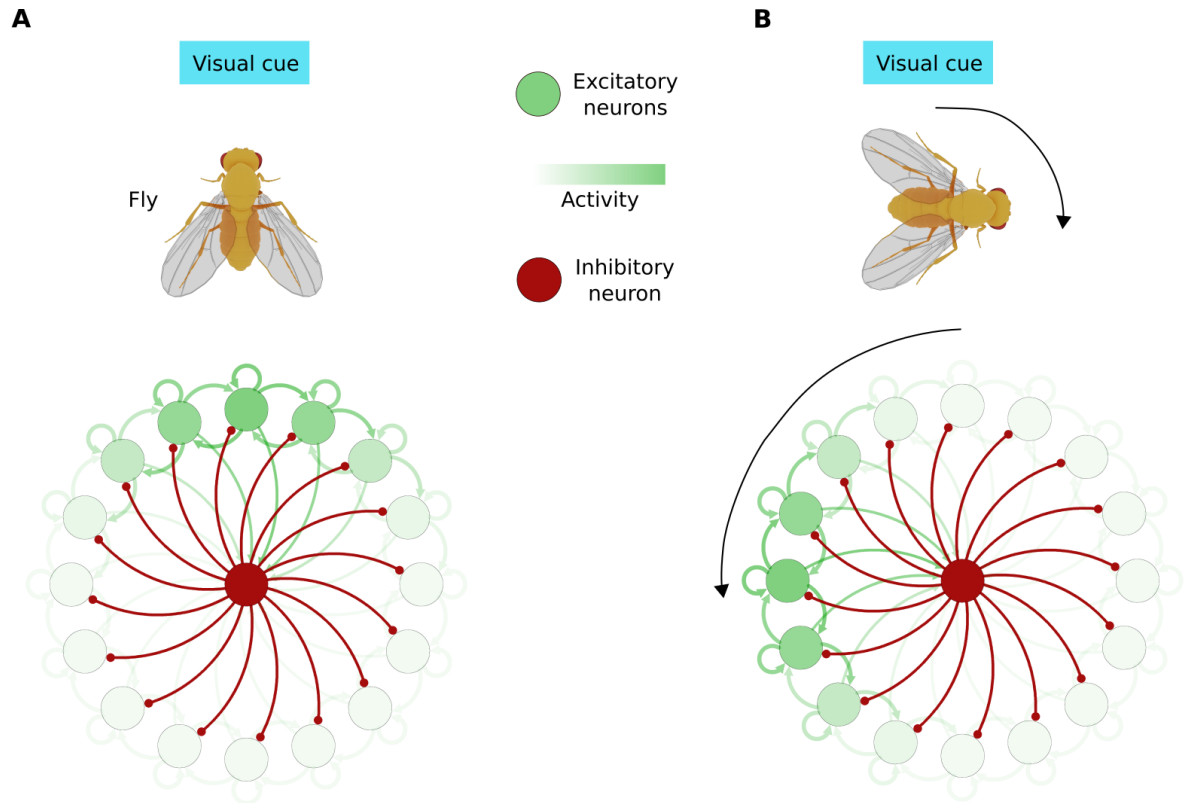 A
Visual cue
Fly
Excitatory
neurons
Activity
Inhibitory
neuron
B
Visual cue